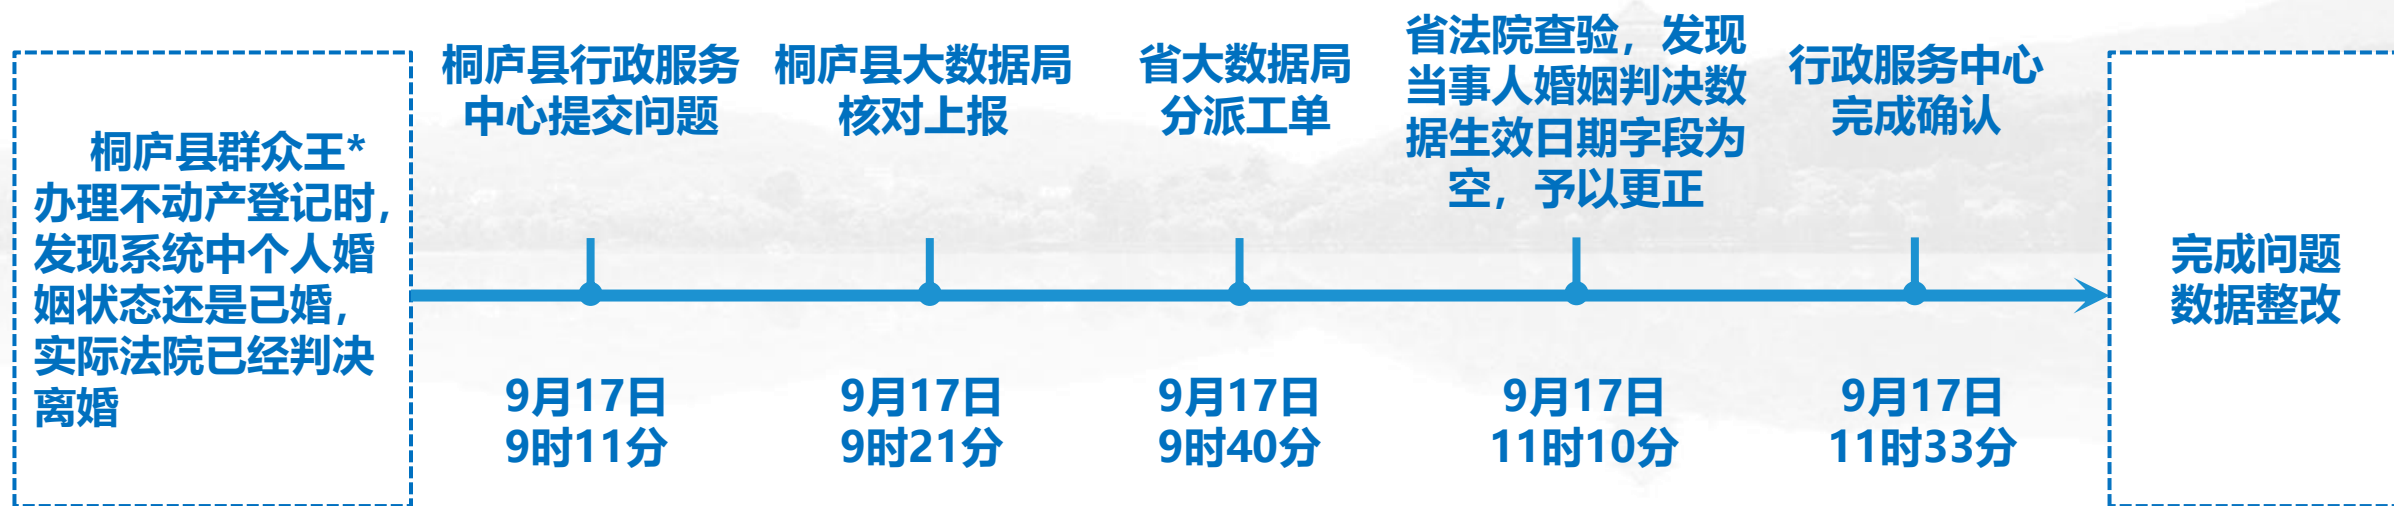 桐庐县群众王*
办理不动产登记时，
发现系统中个人婚
姻状态还是已婚，
实际法院已经判决
离婚
桐庐县行政服务
中心提交问题
9月17日
9时11分
桐庐县大数据局
核对上报
9月17日
9时21分
省大数据局
分派工单
9月17日
9时40分
省法院查验，发现
当事人婚姻判决数
据生效日期字段为
空，予以更正
9月17日
11时10分
行政服务中心
完成确认
9月17日
11时33分
完成问题
数据整改